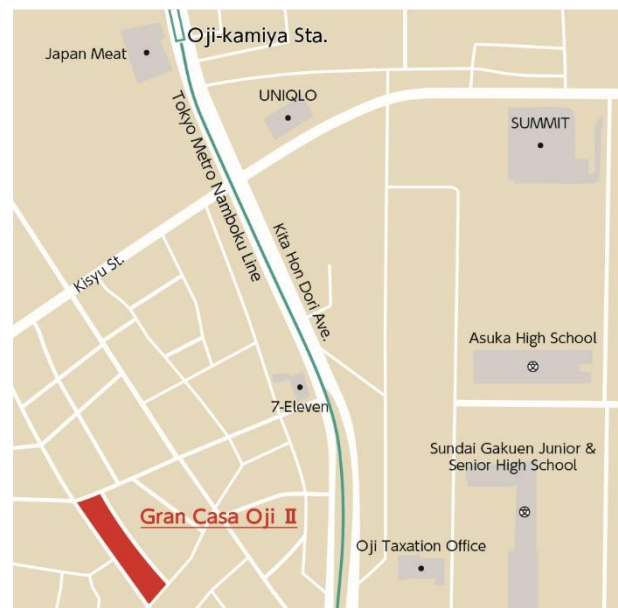 Oji-kamiya Sta.
Japan Meat
UNIQLO
SUMMIT
Tokyo Metro Namboku Line
Kisyu St.
Kita Hon Dori Ave.
Asuka High School
7-Eleven
Sundai Gakuen Junior &
Senior High School
Gran Casa Oji Ⅱ
Oji Taxation Office